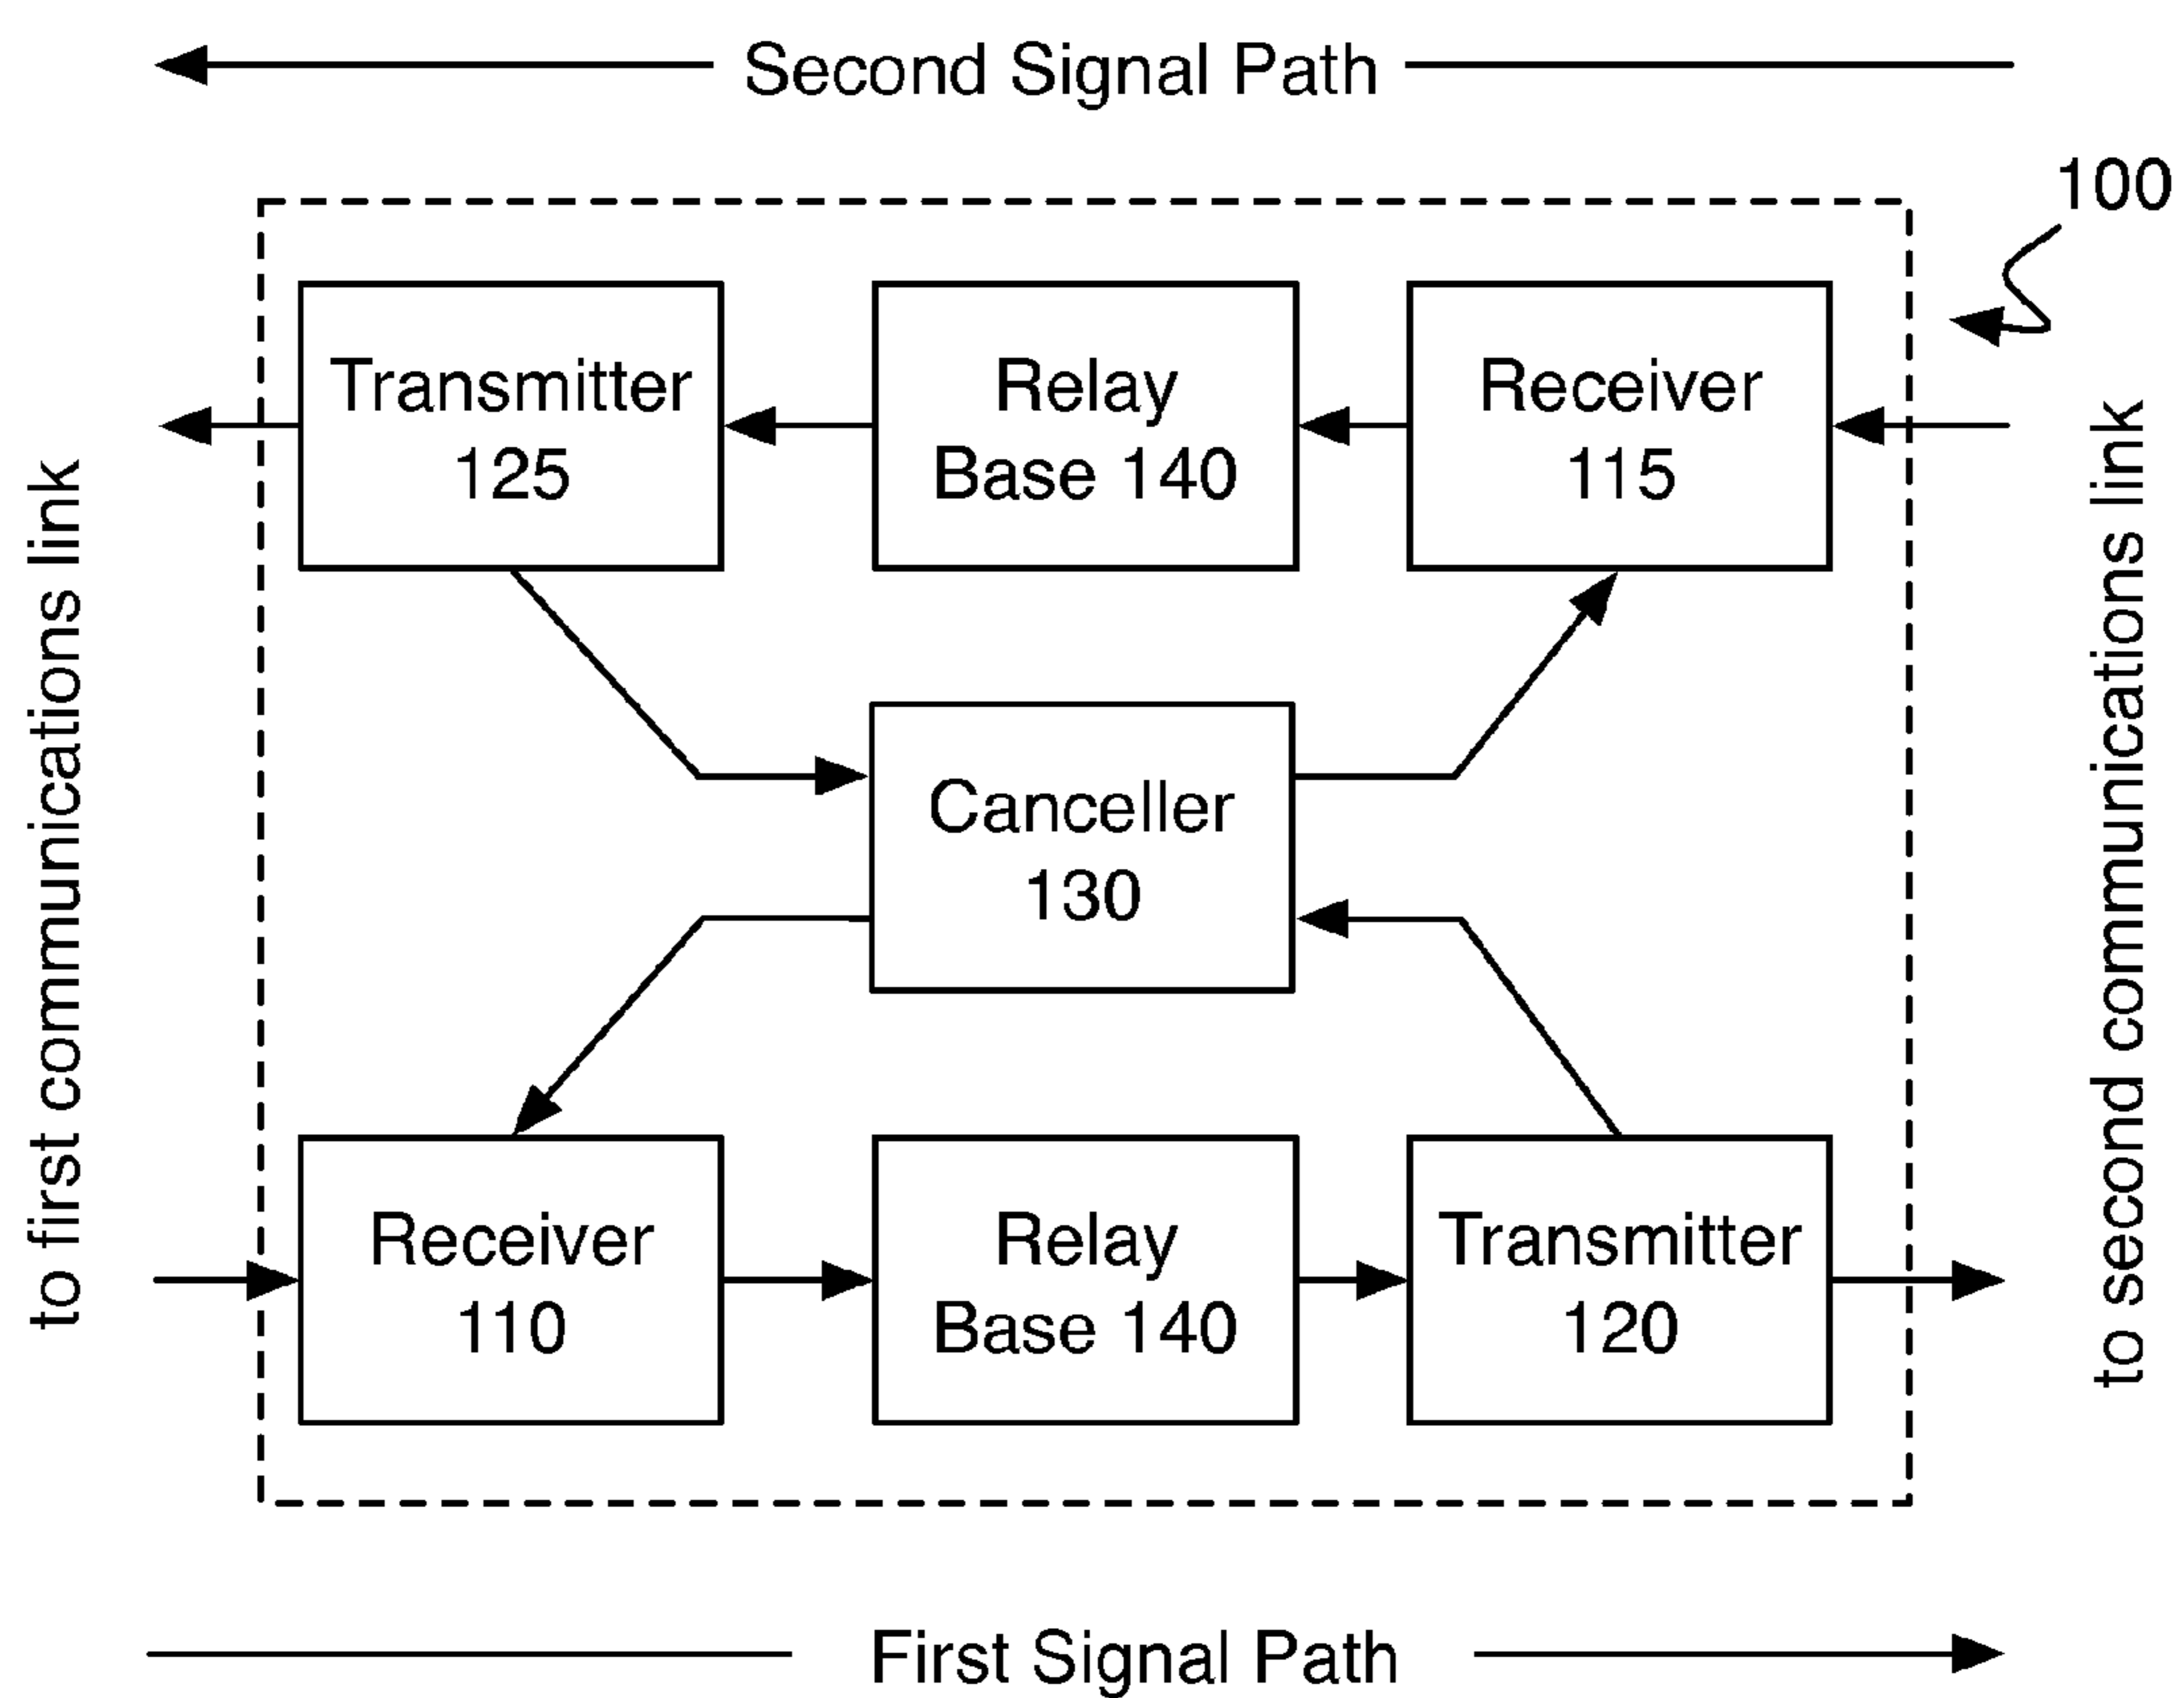 Second Signal Path
100
Transmitter
125
Relay
Base 140
Receiver
115
to first communications link
to second communications link
Canceller
130
Receiver
110
Relay
Base 140
Transmitter
120
First Signal Path